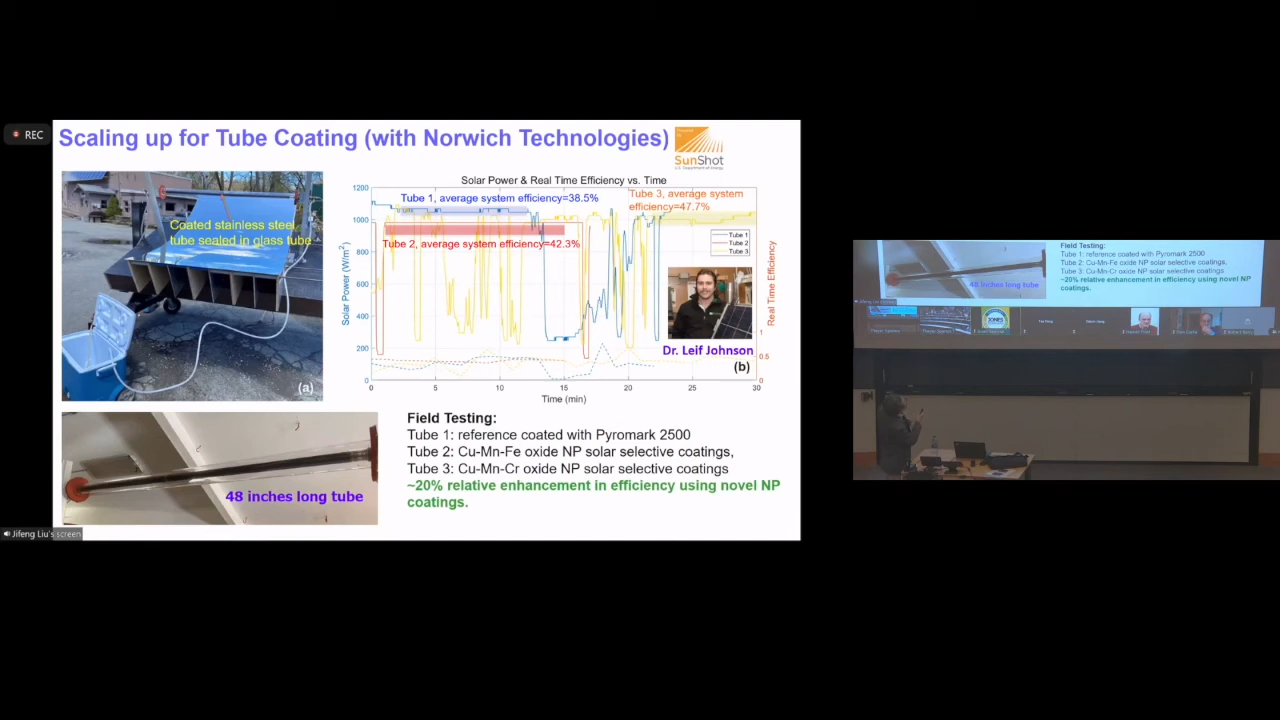 REC
Scaling up for Tube Coating (with Norwich Technologies)
SunShot
U.S. Department of Energy
Coated stainless steel
tube sealed in glass tube
(a)
Solar Power & Real Time Efficiency vs. Time
Tube 1, average system efficiency=38.5%
Tube 3, average system
efficiency=47.7%
Tube 2, average system efficiency=42.3%
Tube 1
Tube 2
Tube 3
Solar Power (W/m²)
1200
1000
800
600
400
200
0
Real Time Efficiency
1
0.5
0
Dr. Leif Johnson
(b)
0 5 10 15 20 25 30
Time (min)
48 inches long tube
Field Testing:
Tube 1: reference coated with Pyromark 2500
Tube 2: Cu-Mn-Fe oxide NP solar selective coatings,
Tube 3: Cu-Mn-Cr oxide NP solar selective coatings
~20% relative enhancement in efficiency using novel NP
coatings.
Jifeng Liu's screen
Field Testing:
Tube 1: reference coated with Pyromark 2500
Tube 2: Cu-Mn-Fe oxide NP solar selective coatings,
Tube 3: Cu-Mn-Cr oxide NP solar selective coatings
~20% relative enhancement in efficiency using novel NP
coatings.
48 inches long tube
JONES